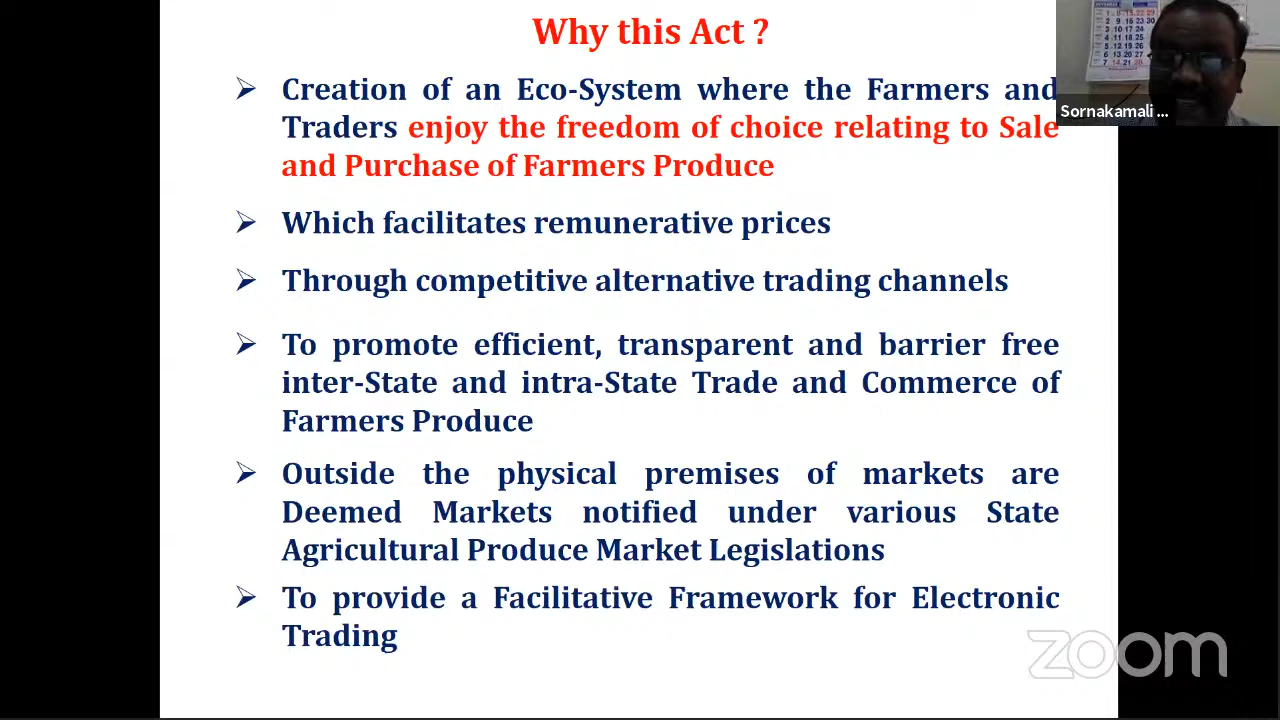 Why this Act ?
Creation of an Eco-System where the Farmers and
Traders enjoy the freedom of choice relating to Sale
and Purchase of Farmers Produce
Which facilitates remunerative prices
Through competitive alternative trading channels
To promote efficient, transparent and barrier free
inter-State and intra-State Trade and Commerce of
Farmers Produce
Outside the physical premises of markets are
Deemed Markets notified under various State
Agricultural Produce Market Legislations
To provide a Facilitative Framework for Electronic
Trading
Sornakamali ...
zoom